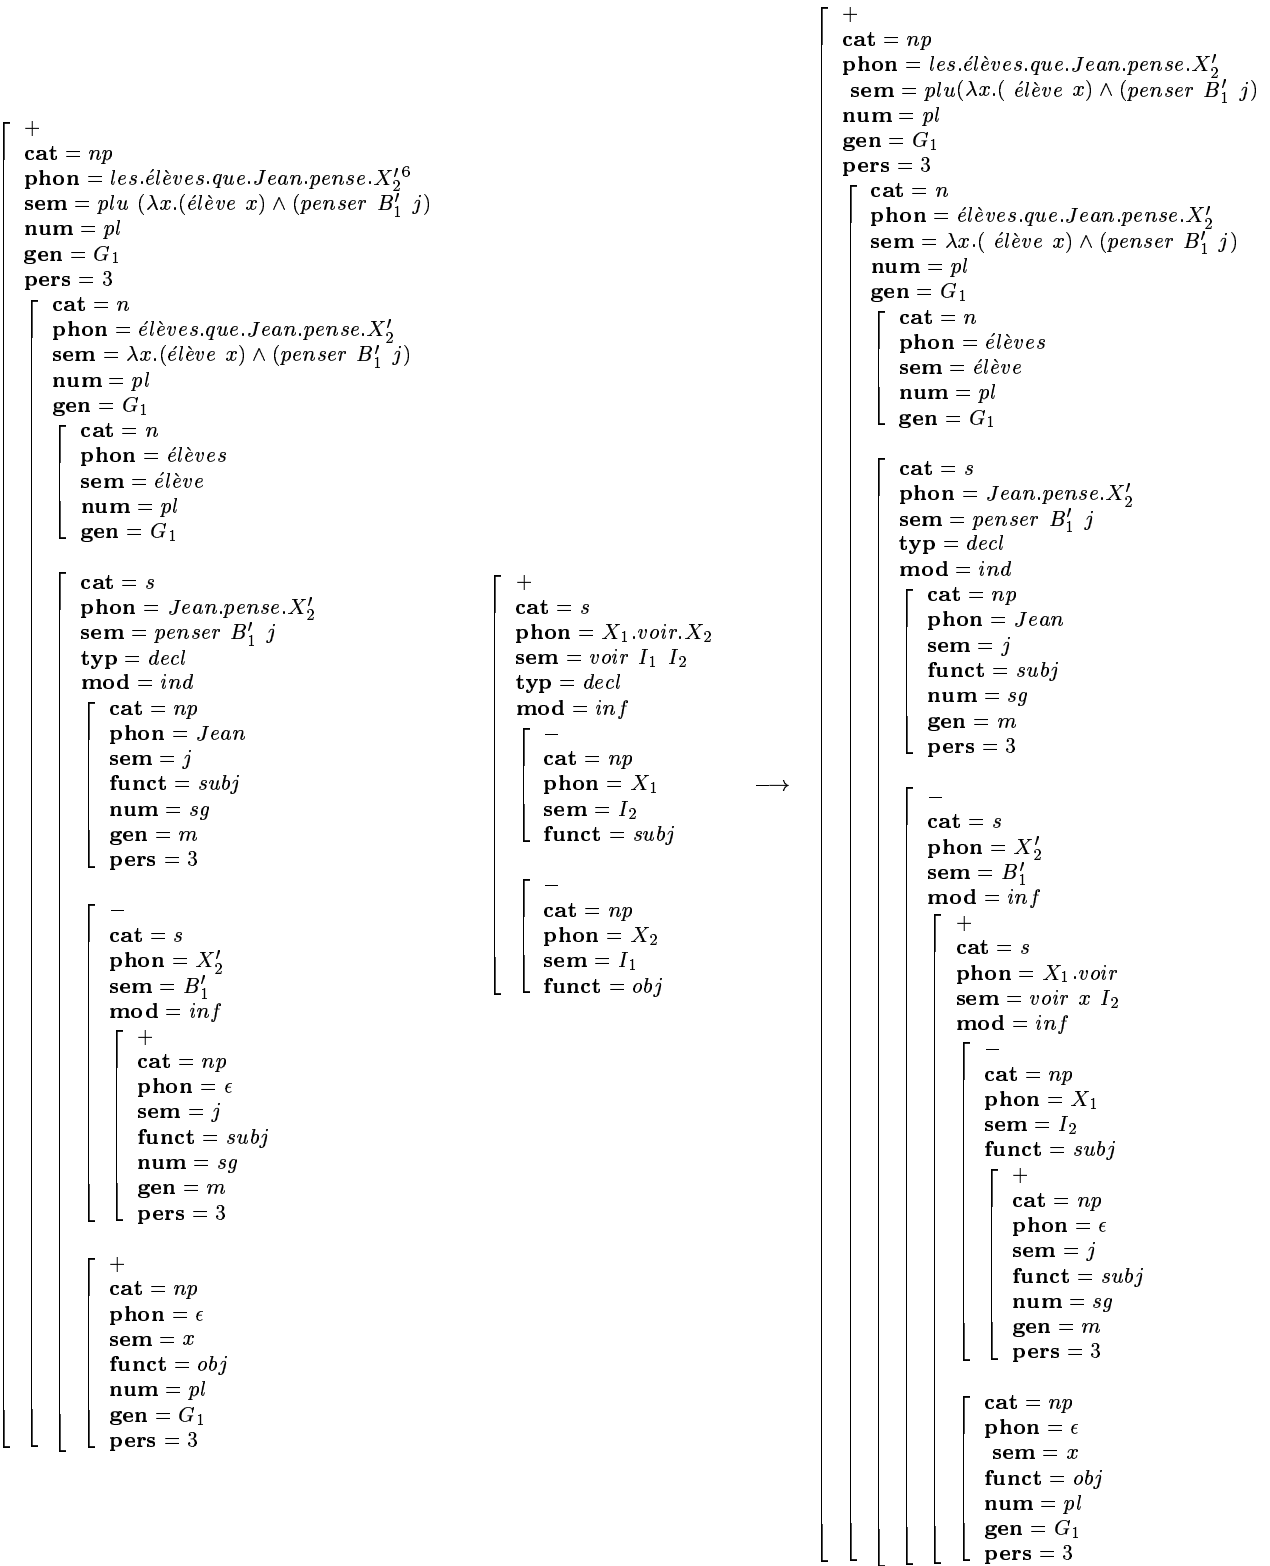 +
cat = np
phon = les.élèves.que.Jean.pense.X′₂⁶
sem = plu (λx.(élève x) ∧ (penser B′₁ j)
num = pl
gen = G₁
pers = 3
cat = n
phon = élèves.que.Jean.pense.X′₂
sem = λx.(élève x) ∧ (penser B′₁ j)
num = pl
gen = G₁
cat = n
phon = élèves
sem = élève
num = pl
gen = G₁
cat = s
phon = Jean.pense.X′₂
sem = penser B′₁ j
typ = decl
mod = ind
cat = np
phon = Jean
sem = j
funct = subj
num = sg
gen = m
pers = 3
−
cat = s
phon = X′₂
sem = B′₁
mod = inf
+
cat = np
phon = ϵ
sem = j
funct = subj
num = sg
gen = m
pers = 3
+
cat = np
phon = ϵ
sem = x
funct = obj
num = pl
gen = G₁
pers = 3
+
cat = s
phon = X₁.voir.X₂
sem = voir I₁ I₂
typ = decl
mod = inf
−
cat = np
phon = X₁
sem = I₂
funct = subj
−
cat = np
phon = X₂
sem = I₁
funct = obj
⟶
+
cat = np
phon = les.élèves.que.Jean.pense.X′₂
sem = plu(λx.( élève x) ∧ (penser B′₁ j)
num = pl
gen = G₁
pers = 3
cat = n
phon = élèves.que.Jean.pense.X′₂
sem = λx.( élève x) ∧ (penser B′₁ j)
num = pl
gen = G₁
cat = n
phon = élèves
sem = élève
num = pl
gen = G₁
cat = s
phon = Jean.pense.X′₂
sem = penser B′₁ j
typ = decl
mod = ind
cat = np
phon = Jean
sem = j
funct = subj
num = sg
gen = m
pers = 3
−
cat = s
phon = X′₂
sem = B′₁
mod = inf
+
cat = s
phon = X₁.voir
sem = voir x I₂
mod = inf
−
cat = np
phon = X₁
sem = I₂
funct = subj
+
cat = np
phon = ϵ
sem = j
funct = subj
num = sg
gen = m
pers = 3
cat = np
phon = ϵ
sem = x
funct = obj
num = pl
gen = G₁
pers = 3